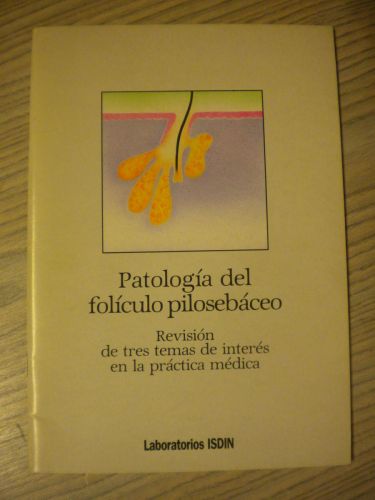 Patología del
folículo pilosebáceo
Revisión
de tres temas de interés
en la práctica médica
Laboratorios ISDIN